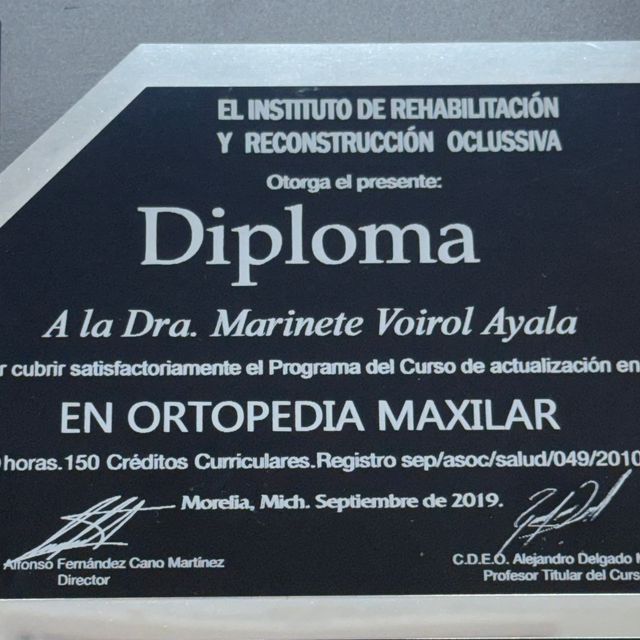 EL INSTITUTO DE REHABILITACIÓN
Y RECONSTRUCCIÓN OCLUSSIVA
Otorga el presente:
Diploma
A la Dra. Marinete Voirol Ayala
r cubrir satisfactoriamente el Programa del Curso de actualización en
EN ORTOPEDIA MAXILAR
horas.150 Créditos Curriculares.Registro sep/asoc/salud/049/2010
Morelia, Mich. Septiembre de 2019.
Alfonso Fernández Cano Martínez
Director
C.D.E.O. Alejandro Delgado M
Profesor Titular del Curs